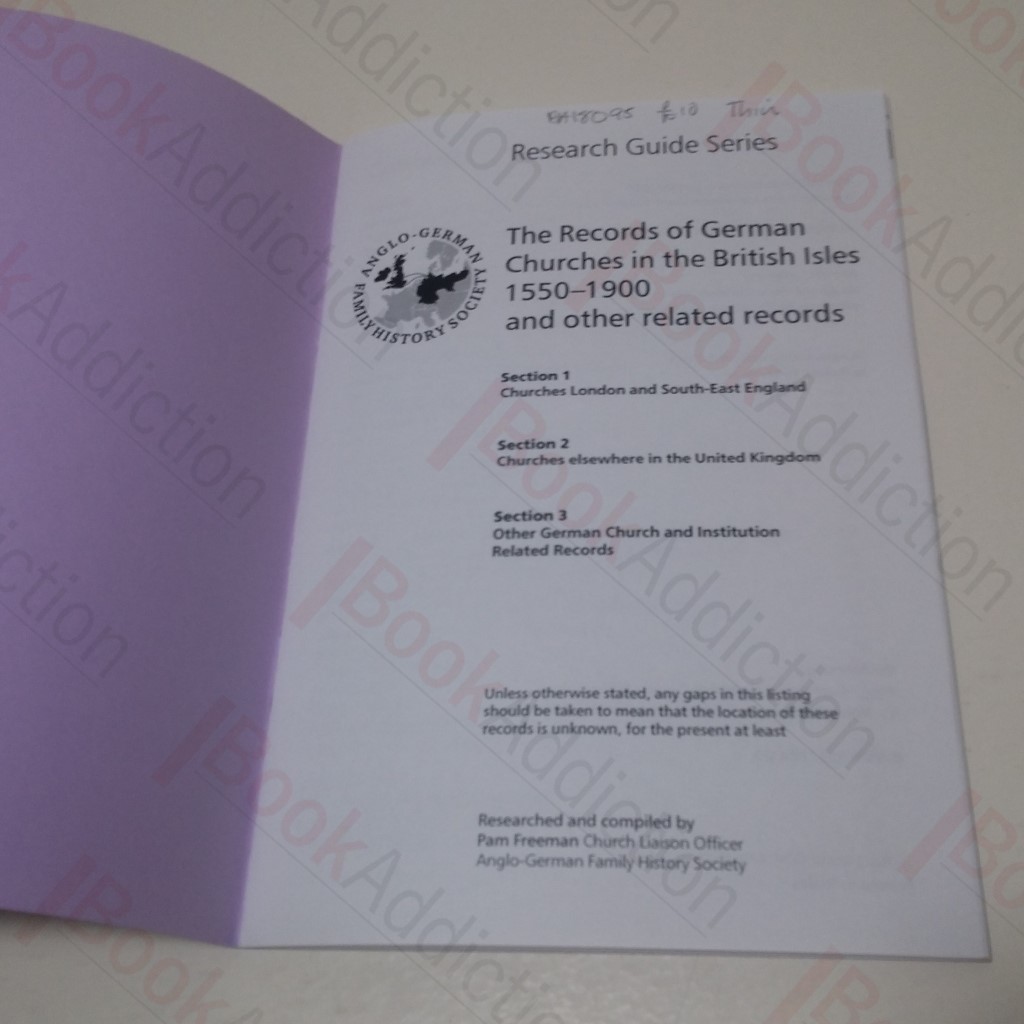 £10 Thin
Research Guide Series
ANGLO-GERMAN FAMILY HISTORY SOCIETY
The Records of German
Churches in the British Isles
1550–1900
and other related records
Section 1
Churches London and South-East England
Section 2
Churches elsewhere in the United Kingdom
Section 3
Other German Church and Institution
Related Records
Unless otherwise stated, any gaps in this listing
should be taken to mean that the location of these
records is unknown, for the present at least
Researched and compiled by
Pam Freeman Church Liaison Officer
Anglo-German Family History Society
BookAddiction